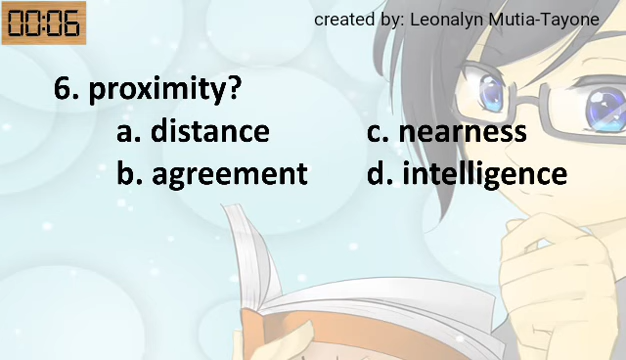 00:06
created by: Leonalyn Mutia-Tayone
6. proximity?
a. distance c. nearness
b. agreement d. intelligence